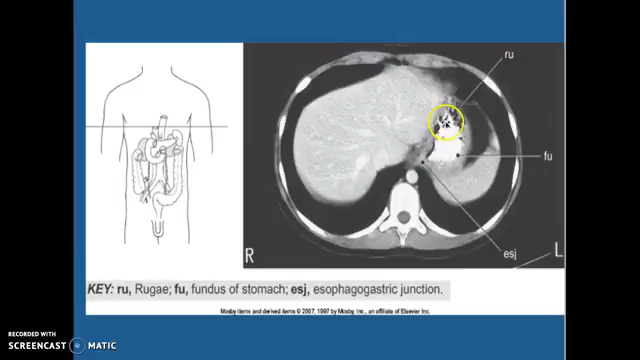 ru
fu
esj
R
L
KEY: ru, Rugae; fu, fundus of stomach; esj, esophagogastric junction.
Mosby items and derived items © 2007, 1997 by Mosby, Inc., an affiliate of Elsevier Inc.
RECORDED WITH
SCREENCAST MATIC